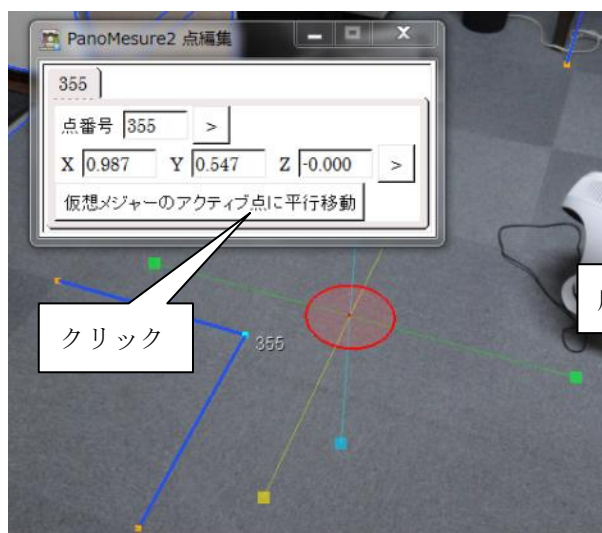 PanoMesure2 点編集
355
点番号 355 >
X 0.987 Y 0.547 Z -0.000 >
仮想メジャーのアクティブ点に平行移動
クリック
355